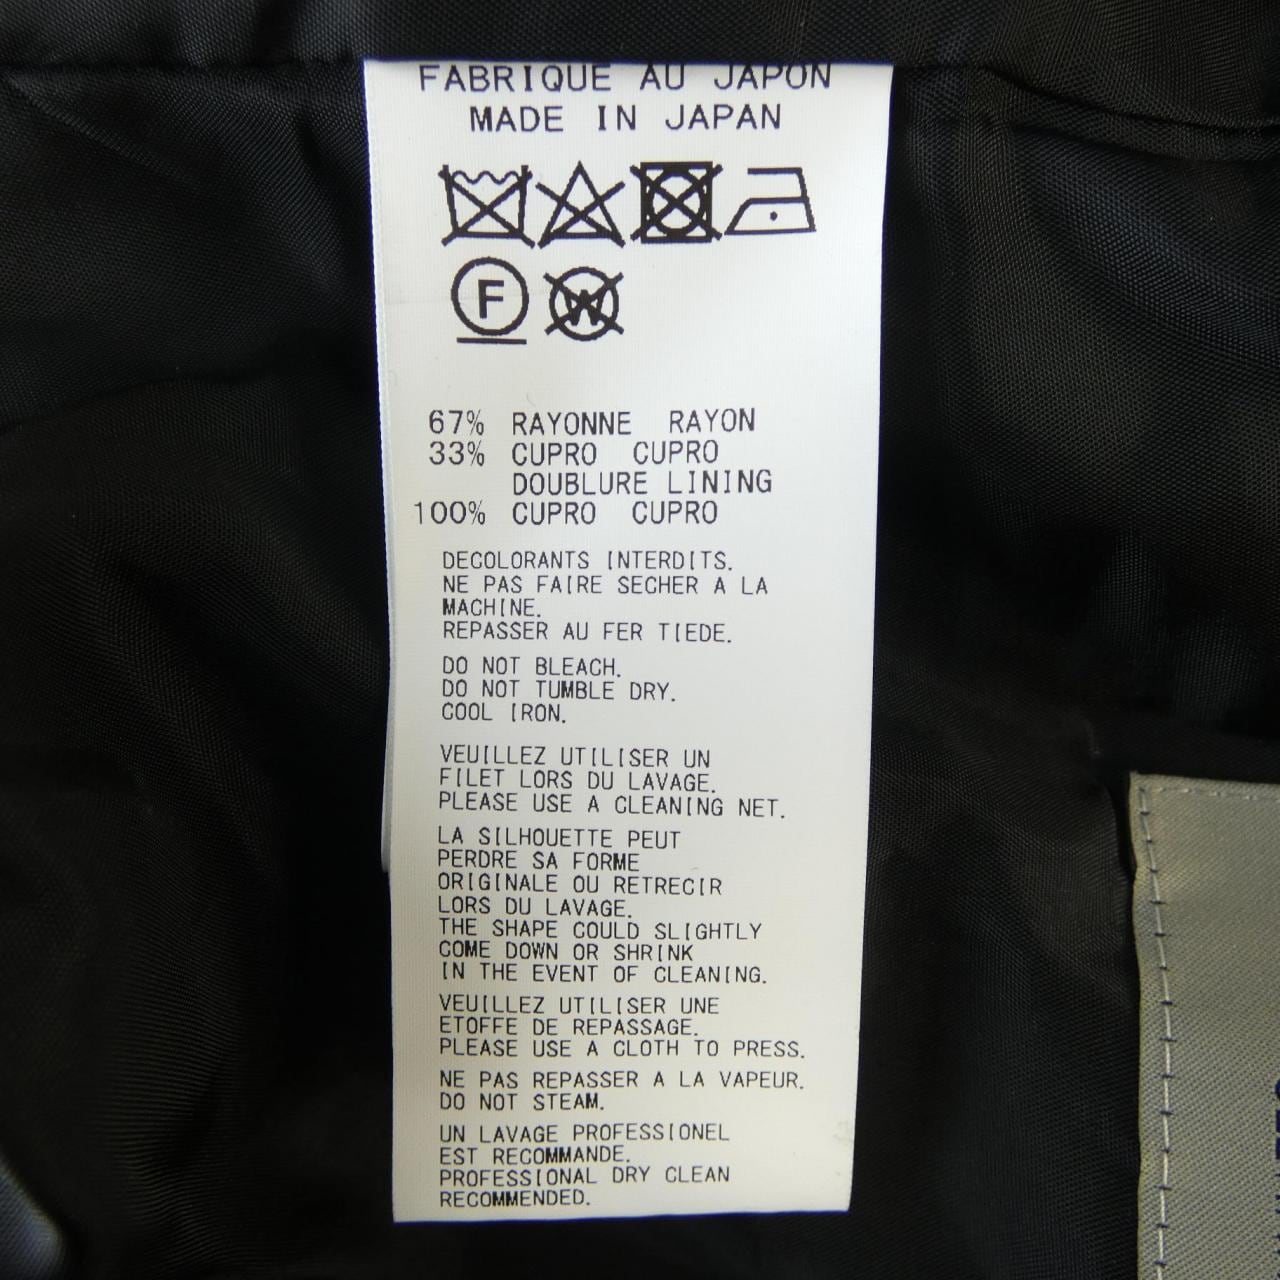 FABRIQUE AU JAPON
MADE IN JAPAN
F W
67% RAYONNE RAYON
33% CUPRO CUPRO
DOUBLURE LINING
100% CUPRO CUPRO
DECOLORANTS INTERDITS.
NE PAS FAIRE SECHER A LA
MACHINE.
REPASSER AU FER TIEDE.
DO NOT BLEACH.
DO NOT TUMBLE DRY.
COOL IRON.
VEUILLEZ UTILISER UN
FILET LORS DU LAVAGE.
PLEASE USE A CLEANING NET.
LA SILHOUETTE PEUT
PERDRE SA FORME
ORIGINALE OU RETRECIR
LORS DU LAVAGE.
THE SHAPE COULD SLIGHTLY
COME DOWN OR SHRINK
IN THE EVENT OF CLEANING.
VEUILLEZ UTILISER UNE
ETOFFE DE REPASSAGE.
PLEASE USE A CLOTH TO PRESS.
NE PAS REPASSER A LA VAPEUR.
DO NOT STEAM.
UN LAVAGE PROFESSIONEL
EST RECOMMANDE.
PROFESSIONAL DRY CLEAN
RECOMMENDED.